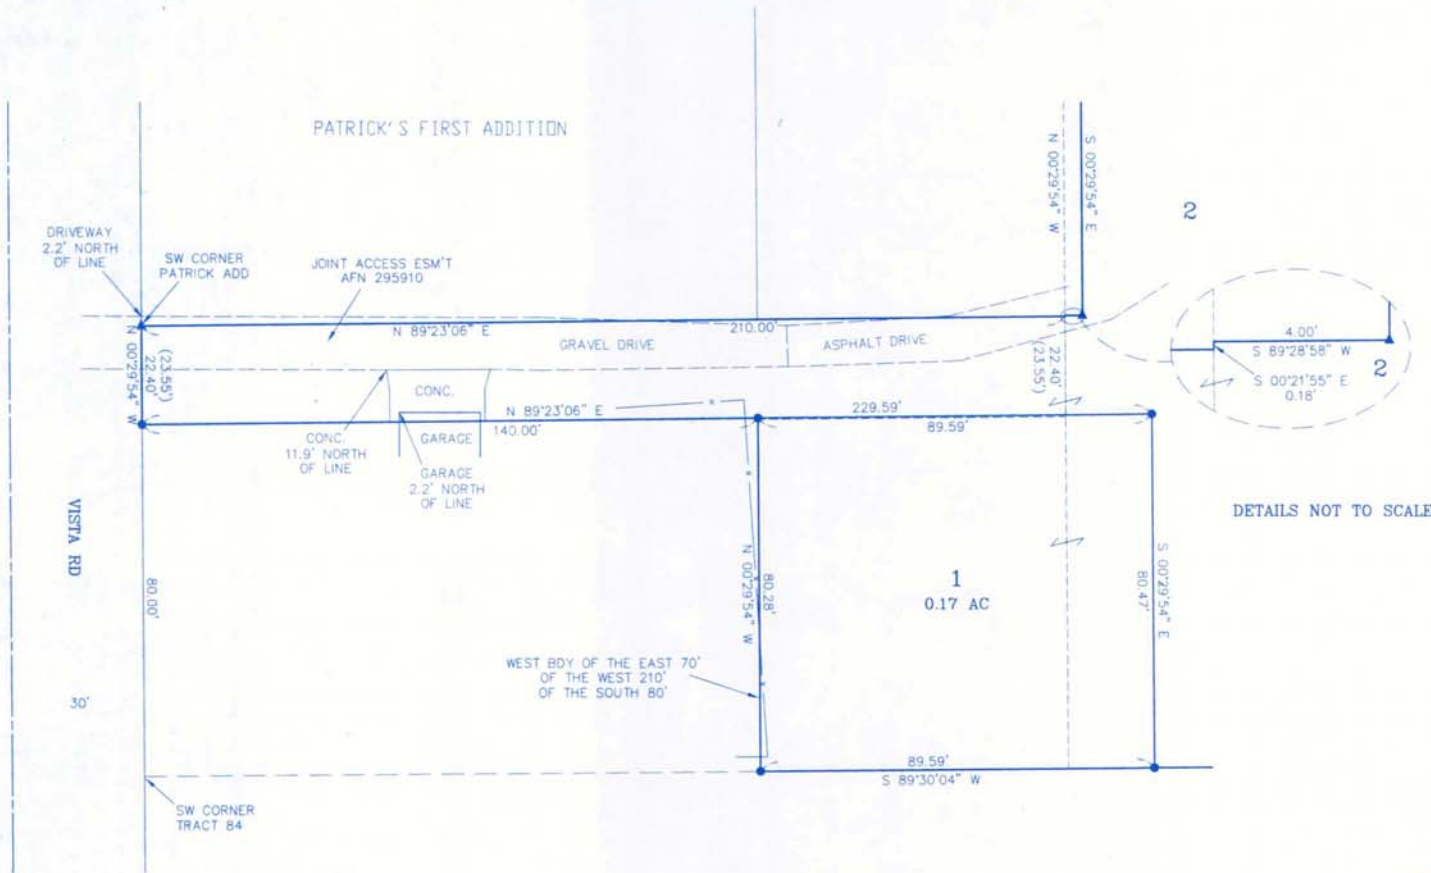 PATRICK'S FIRST ADDITION
N 00°29'54" W
S 00°29'54" E
2
DRIVEWAY
2.2' NORTH
OF LINE
SW CORNER
PATRICK ADD
JOINT ACCESS ESM'T
AFN 295910
N 89°23'06" E
210.00'
GRAVEL DRIVE
ASPHALT DRIVE
4.00'
S 89°28'58" W
2
S 00°21'55" E
0.18'
(23.55')
22.40'
N 00°29'54" W
22.40'
(23.55')
CONC.
N 89°23'06" E
140.00'
229.59'
89.59'
CONC.
11.9' NORTH
OF LINE
GARAGE
GARAGE
2.2' NORTH
OF LINE
DETAILS NOT TO SCALE
VISTA RD
80.00'
30'
80.28'
N 00°29'54" W
1
0.17 AC
S 00°29'54" E
80.47'
WEST BDY OF THE EAST 70'
OF THE WEST 210'
OF THE SOUTH 80'
89.59'
S 89°30'04" W
SW CORNER
TRACT 84